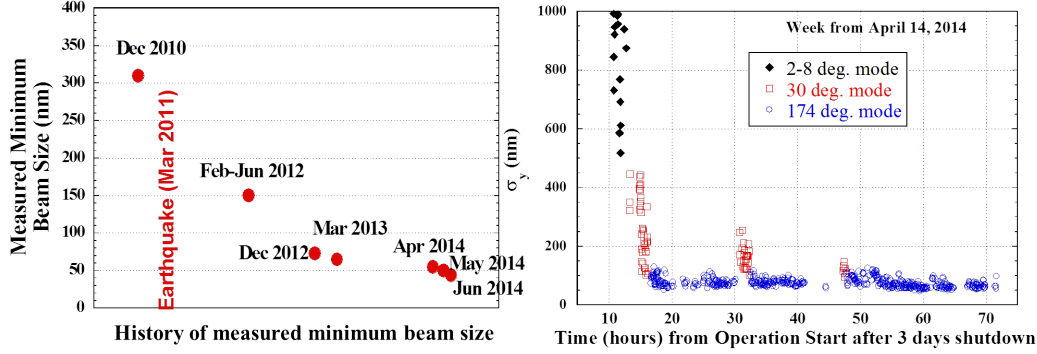 400
350
300
250
200
150
100
50
0
Measured Minimum
Beam Size (nm)
Dec 2010
Earthquake (Mar 2011)
Feb-Jun 2012
Dec 2012
Mar 2013
Apr 2014
May 2014
Jun 2014
History of measured minimum beam size
1000
800
600
400
200
0
σy (nm)
Week from April 14, 2014
2-8 deg. mode
30 deg. mode
174 deg. mode
10 20 30 40 50 60 70
Time (hours) from Operation Start after 3 days shutdown